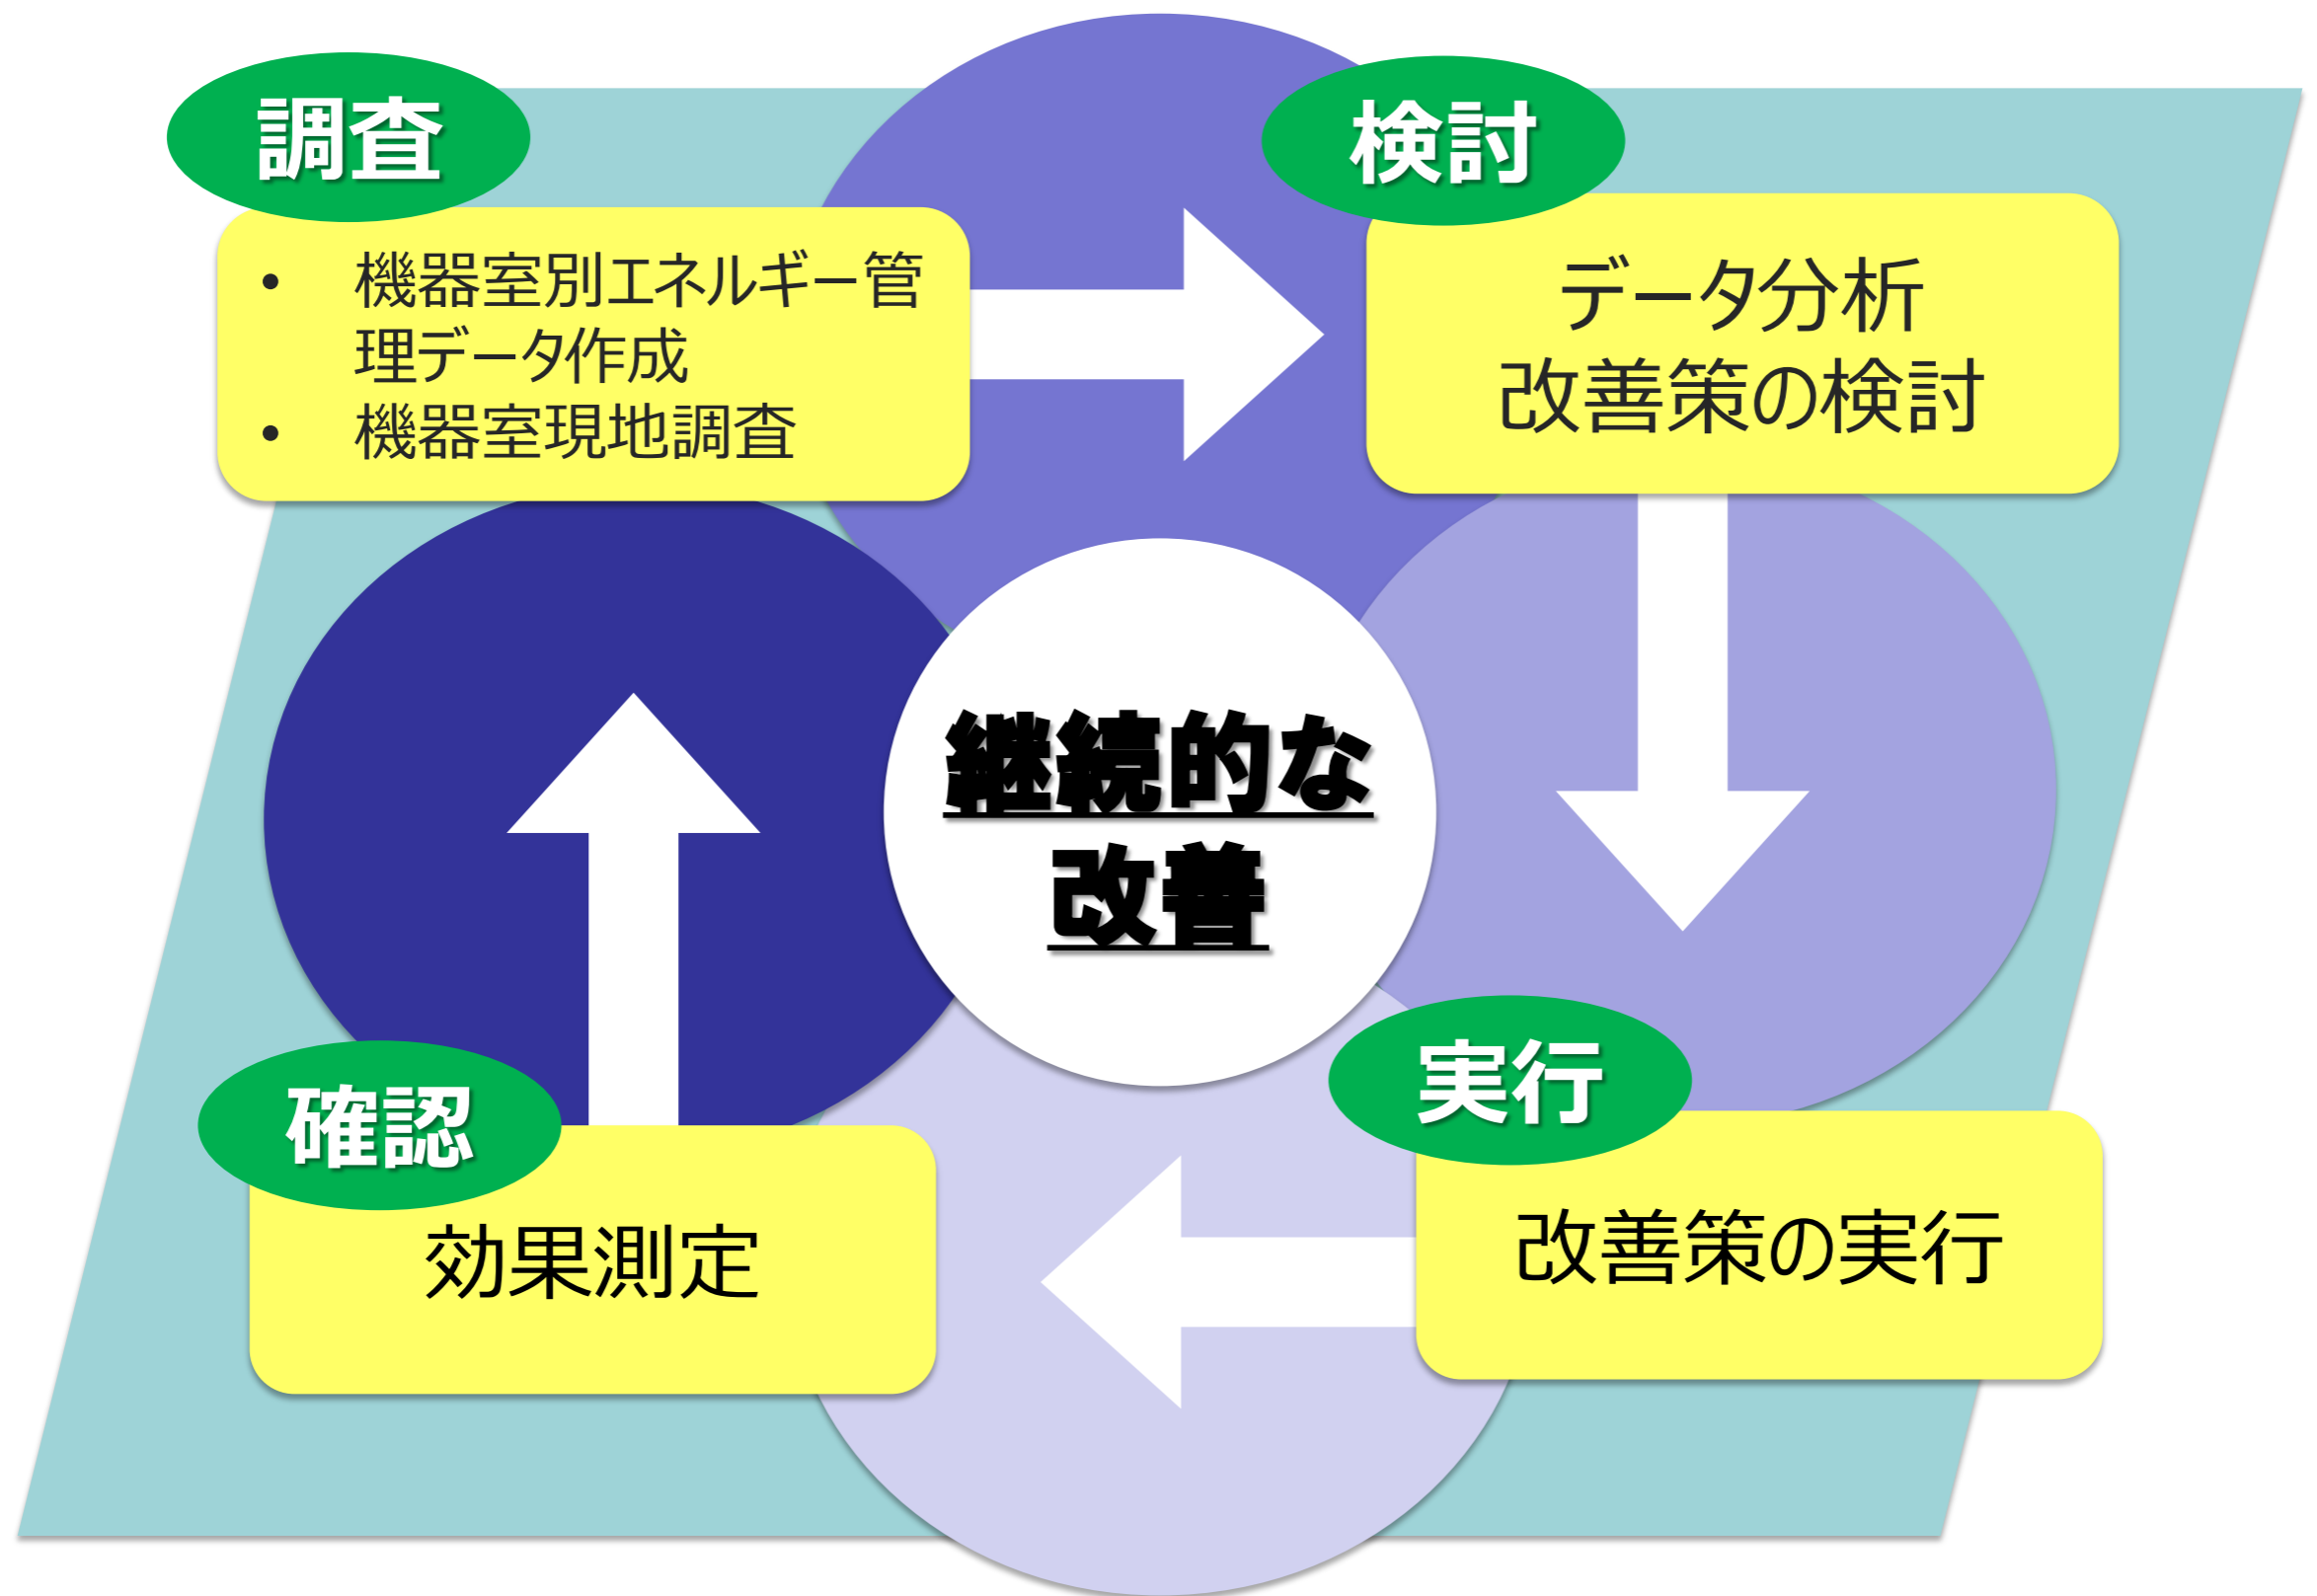 調査
• 機器室別エネルギー管
理データ作成
• 機器室現地調査
検討
データ分析
改善策の検討
継続的な
改善
実行
改善策の実行
確認
効果測定